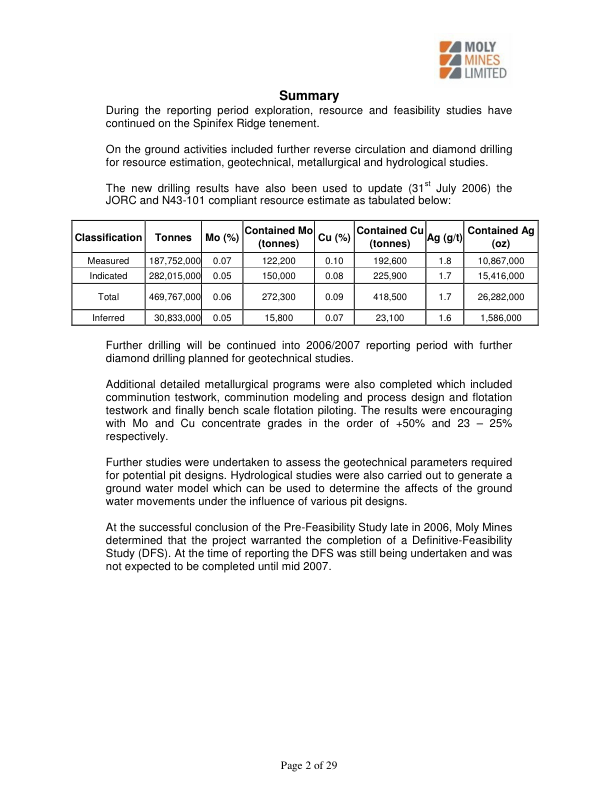 MOLY
MINES
LIMITED
Summary
During the reporting period exploration, resource and feasibility studies have
continued on the Spinifex Ridge tenement.
On the ground activities included further reverse circulation and diamond drilling
for resource estimation, geotechnical, metallurgical and hydrological studies.
The new drilling results have also been used to update (31st July 2006) the
JORC and N43-101 compliant resource estimate as tabulated below:
Classification Tonnes Mo (%) Contained Mo (tonnes) Cu (%) Contained Cu (tonnes) Ag (g/t) Contained Ag (oz)
Measured 187,752,000 0.07 122,200 0.10 192,600 1.8 10,867,000
Indicated 282,015,000 0.05 150,000 0.08 225,900 1.7 15,416,000
Total 469,767,000 0.06 272,300 0.09 418,500 1.7 26,282,000
Inferred 30,833,000 0.05 15,800 0.07 23,100 1.6 1,586,000
Further drilling will be continued into 2006/2007 reporting period with further
diamond drilling planned for geotechnical studies.
Additional detailed metallurgical programs were also completed which included
comminution testwork, comminution modeling and process design and flotation
testwork and finally bench scale flotation piloting. The results were encouraging
with Mo and Cu concentrate grades in the order of +50% and 23 – 25%
respectively.
Further studies were undertaken to assess the geotechnical parameters required
for potential pit designs. Hydrological studies were also carried out to generate a
ground water model which can be used to determine the affects of the ground
water movements under the influence of various pit designs.
At the successful conclusion of the Pre-Feasibility Study late in 2006, Moly Mines
determined that the project warranted the completion of a Definitive-Feasibility
Study (DFS). At the time of reporting the DFS was still being undertaken and was
not expected to be completed until mid 2007.
Page 2 of 29